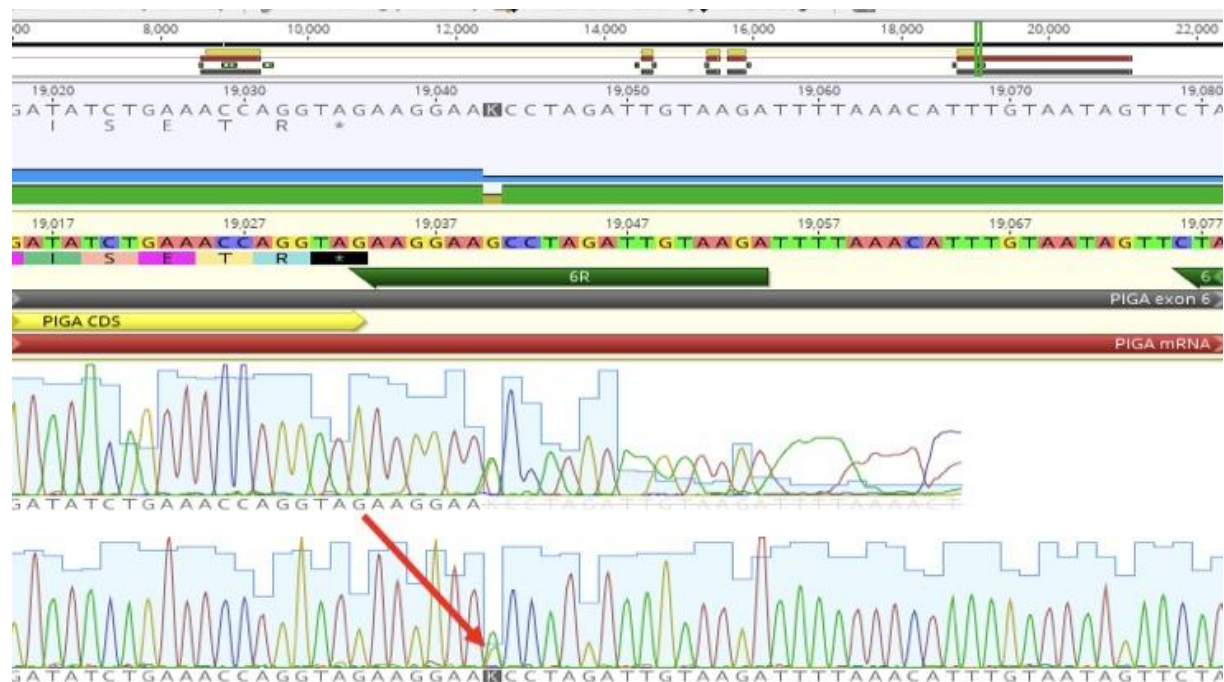 00 8,000 10,000 12,000 14,000 16,000 18,000 20,000 22,000
19,020 19,030 19,040 19,050 19,060 19,070 19,080
GATATCTGAAACCAGGTAGAAGGAAKCCTAGATTGTAAGATTTTAAACATTTGTAATAGTTCTA
I S E T R *
19,017 19,027 19,037 19,047 19,057 19,067 19,077
GATATCTGAAACCAGGTAGAAGGAAGCCTAGATTGTAAGATTTTAAACATTTGTAATAGTTCTA
I S E T R *
6R 6
PIGA exon 6
PIGA CDS
PIGA mRNA
GATATCTGAAACCAGGTAGAAGGAA
GATATCTGAAACCAGGTAGAAGGAAKCCTAGATTGTAAGATTTTAAACATTTGTAATAGTTCTA